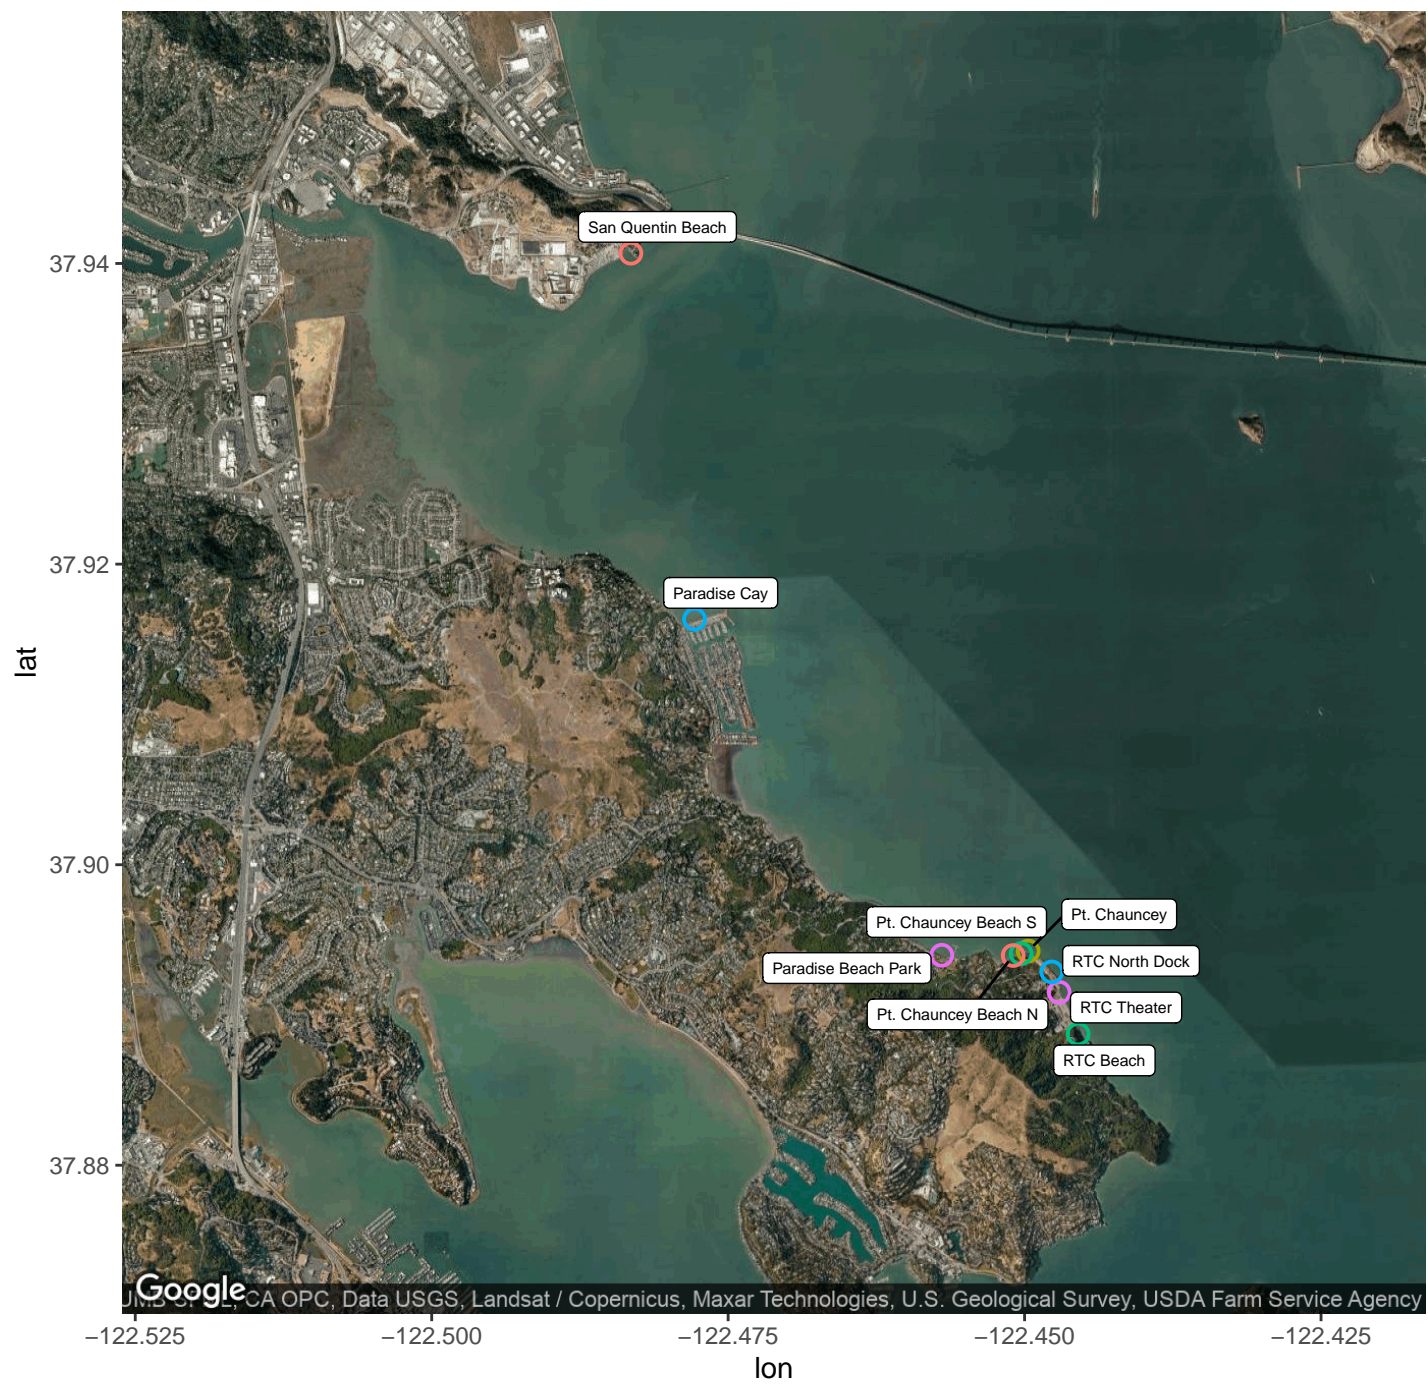 San Quentin Beach
37.94
37.92
Paradise Cay
lat
37.90
Pt. Chauncey Beach S
Pt. Chauncey
Paradise Beach Park
RTC North Dock
Pt. Chauncey Beach N
RTC Theater
RTC Beach
37.88
Google
CA OPC, Data USGS, Landsat / Copernicus, Maxar Technologies, U.S. Geological Survey, USDA Farm Service Agency
−122.525
−122.500
−122.475
−122.450
−122.425
lon